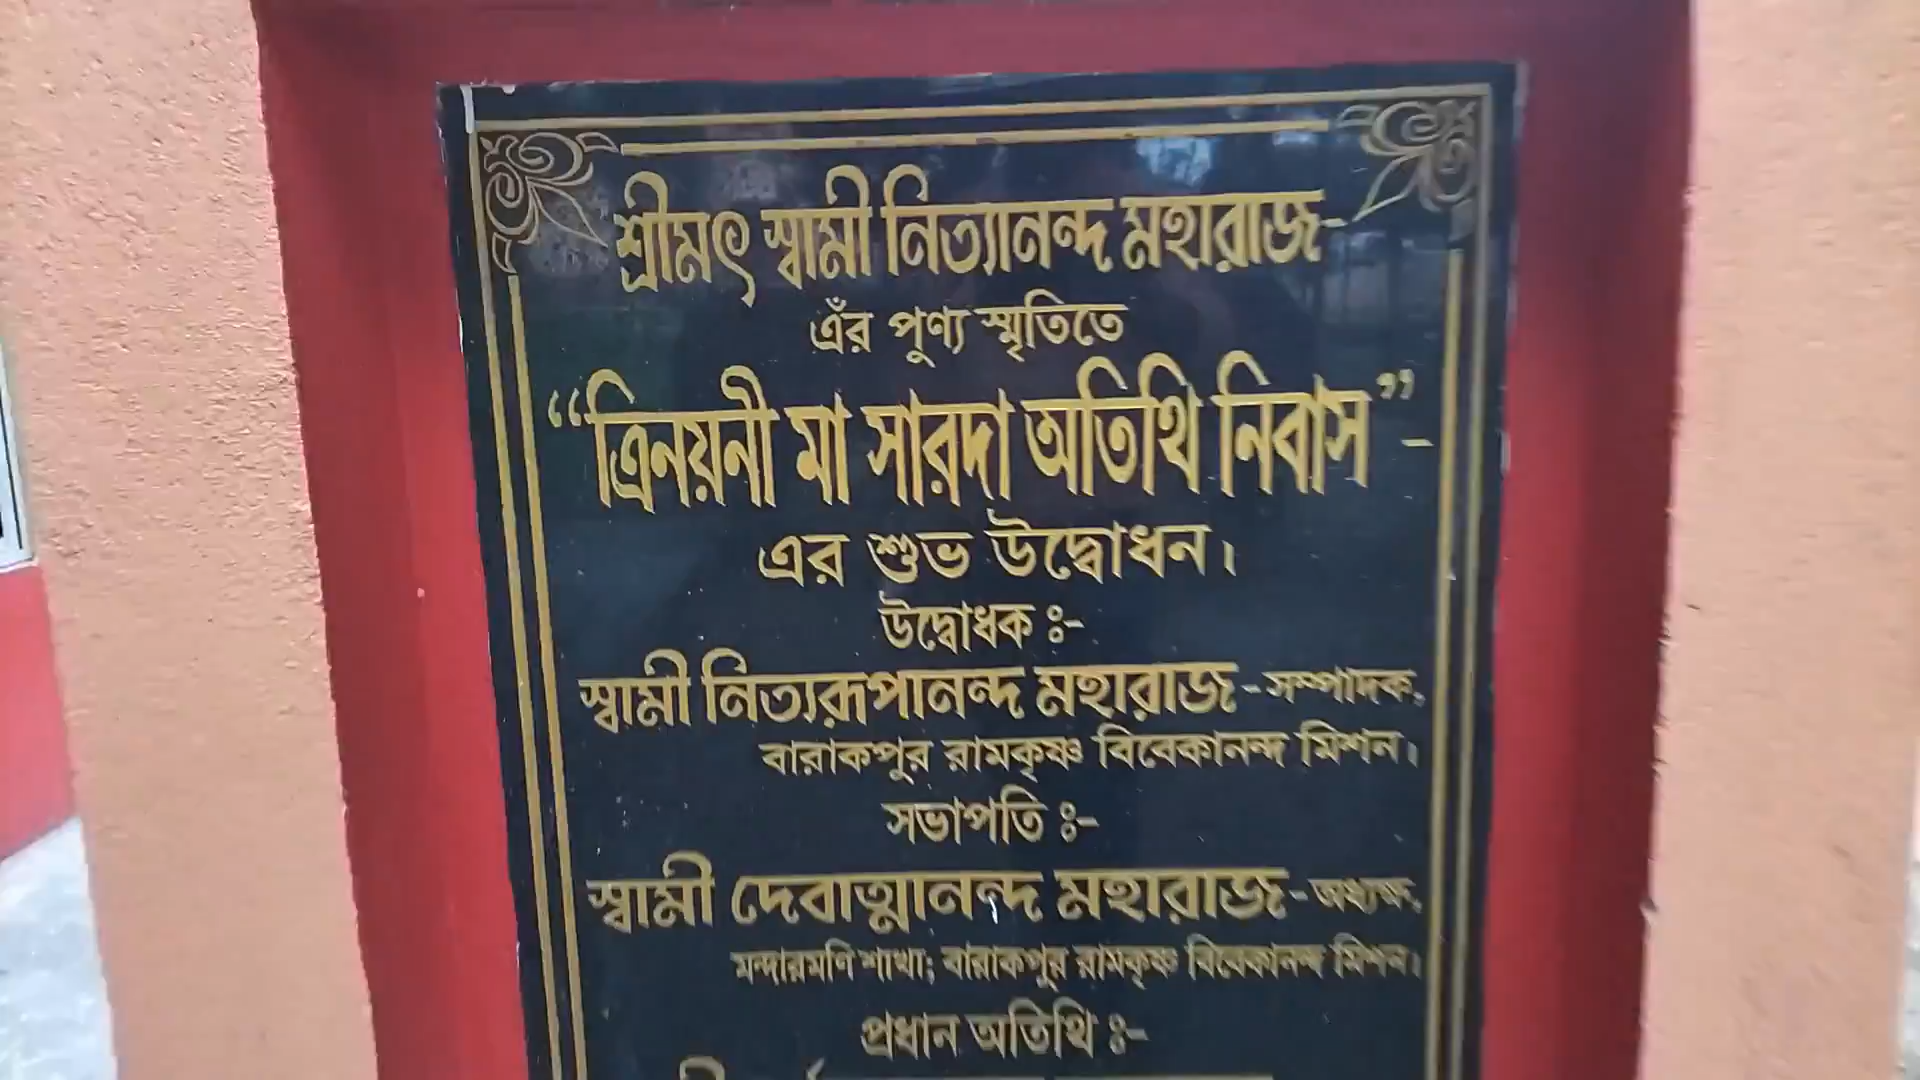 শ্রীমৎ স্বামী নিত্যানন্দ মহারাজ-
এঁর পুণ্য স্মৃতিতে
“ত্রিনয়নী মা সারদা অতিথি নিবাস” -
এর শুভ উদ্বোধন।
উদ্বোধক ঃ-
স্বামী নিত্যরূপানন্দ মহারাজ - সম্পাদক,
বারাকপুর রামকৃষ্ণ বিবেকানন্দ মিশন।
সভাপতি ঃ-
স্বামী দেবাত্মানন্দ মহারাজ - অধ্যক্ষ,
মন্দারমণি শাখা; বারাকপুর রামকৃষ্ণ বিবেকানন্দ মিশন।
প্রধান অতিথি ঃ-